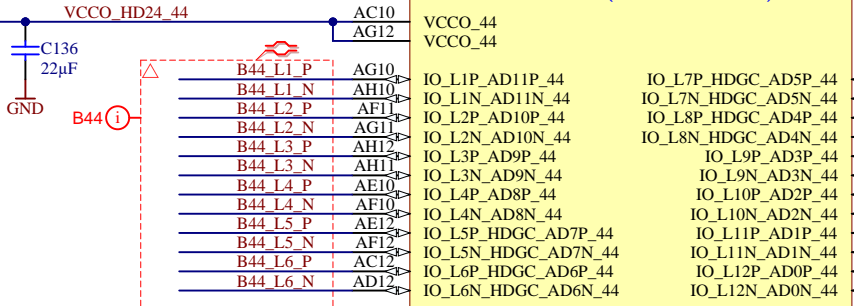 VCCO_HD24_44
AC10
VCCO_44
AG12
VCCO_44
C136
22µF
GND
B44
i
B44_L1_P AG10 IO_L1P_AD11P_44 IO_L7P_HDGC_AD5P_44
B44_L1_N AH10 IO_L1N_AD11N_44 IO_L7N_HDGC_AD5N_44
B44_L2_P AF11 IO_L2P_AD10P_44 IO_L8P_HDGC_AD4P_44
B44_L2_N AG11 IO_L2N_AD10N_44 IO_L8N_HDGC_AD4N_44
B44_L3_P AH12 IO_L3P_AD9P_44 IO_L9P_AD3P_44
B44_L3_N AH11 IO_L3N_AD9N_44 IO_L9N_AD3N_44
B44_L4_P AE10 IO_L4P_AD8P_44 IO_L10P_AD2P_44
B44_L4_N AF10 IO_L4N_AD8N_44 IO_L10N_AD2N_44
B44_L5_P AE12 IO_L5P_HDGC_AD7P_44 IO_L11P_AD1P_44
B44_L5_N AF12 IO_L5N_HDGC_AD7N_44 IO_L11N_AD1N_44
B44_L6_P AC12 IO_L6P_HDGC_AD6P_44 IO_L12P_AD0P_44
B44_L6_N AD12 IO_L6N_HDGC_AD6N_44 IO_L12N_AD0N_44